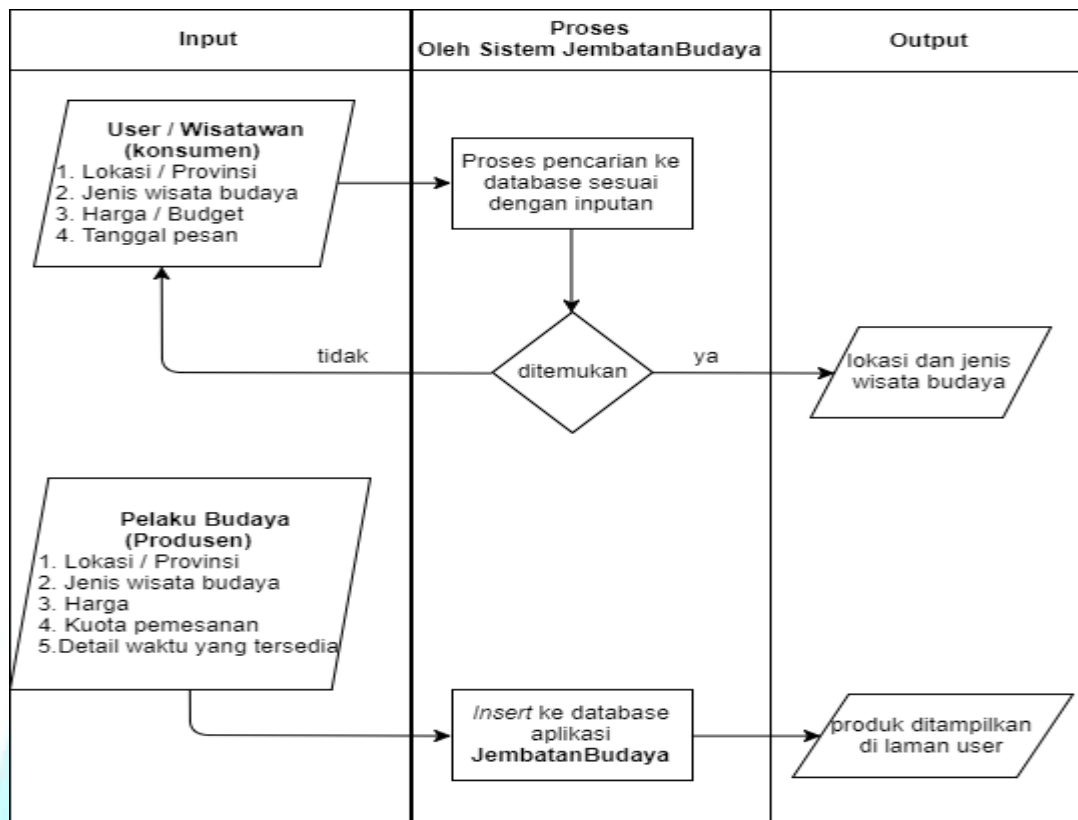 Input
Proses
Oleh Sistem JembatanBudaya
Output
User / Wisatawan
(konsumen)
1. Lokasi / Provinsi
2. Jenis wisata budaya
3. Harga / Budget
4. Tanggal pesan
Proses pencarian ke
database sesuai
dengan inputan
tidak
ditemukan
ya
lokasi dan jenis
wisata budaya
Pelaku Budaya
(Produsen)
1. Lokasi / Provinsi
2. Jenis wisata budaya
3. Harga
4. Kuota pemesanan
5.Detail waktu yang tersedia
Insert ke database
aplikasi
JembatanBudaya
produk ditampilkan
di laman user